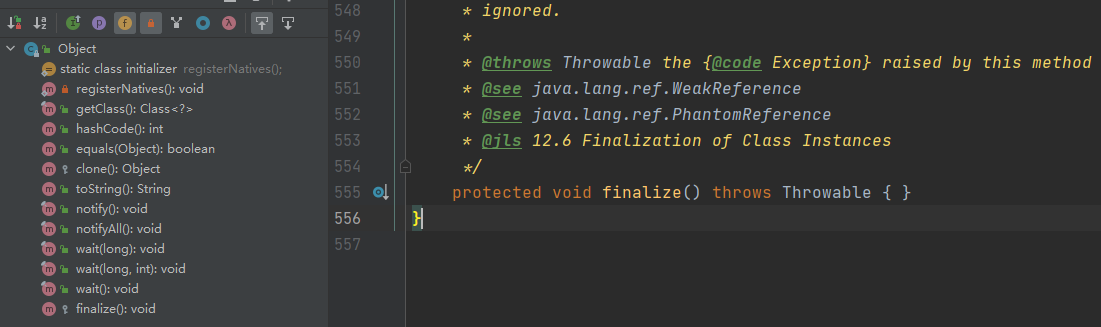 Object
static class initializer registerNatives();
registerNatives(): void
getClass(): Class<?>
hashCode(): int
equals(Object): boolean
clone(): Object
toString(): String
notify(): void
notifyAll(): void
wait(long): void
wait(long, int): void
wait(): void
finalize(): void
548 * ignored.
549 *
550 * @throws Throwable the {@code Exception} raised by this method
551 * @see java.lang.ref.WeakReference
552 * @see java.lang.ref.PhantomReference
553 * @jls 12.6 Finalization of Class Instances
554 */
555 protected void finalize() throws Throwable { }
556 }
557